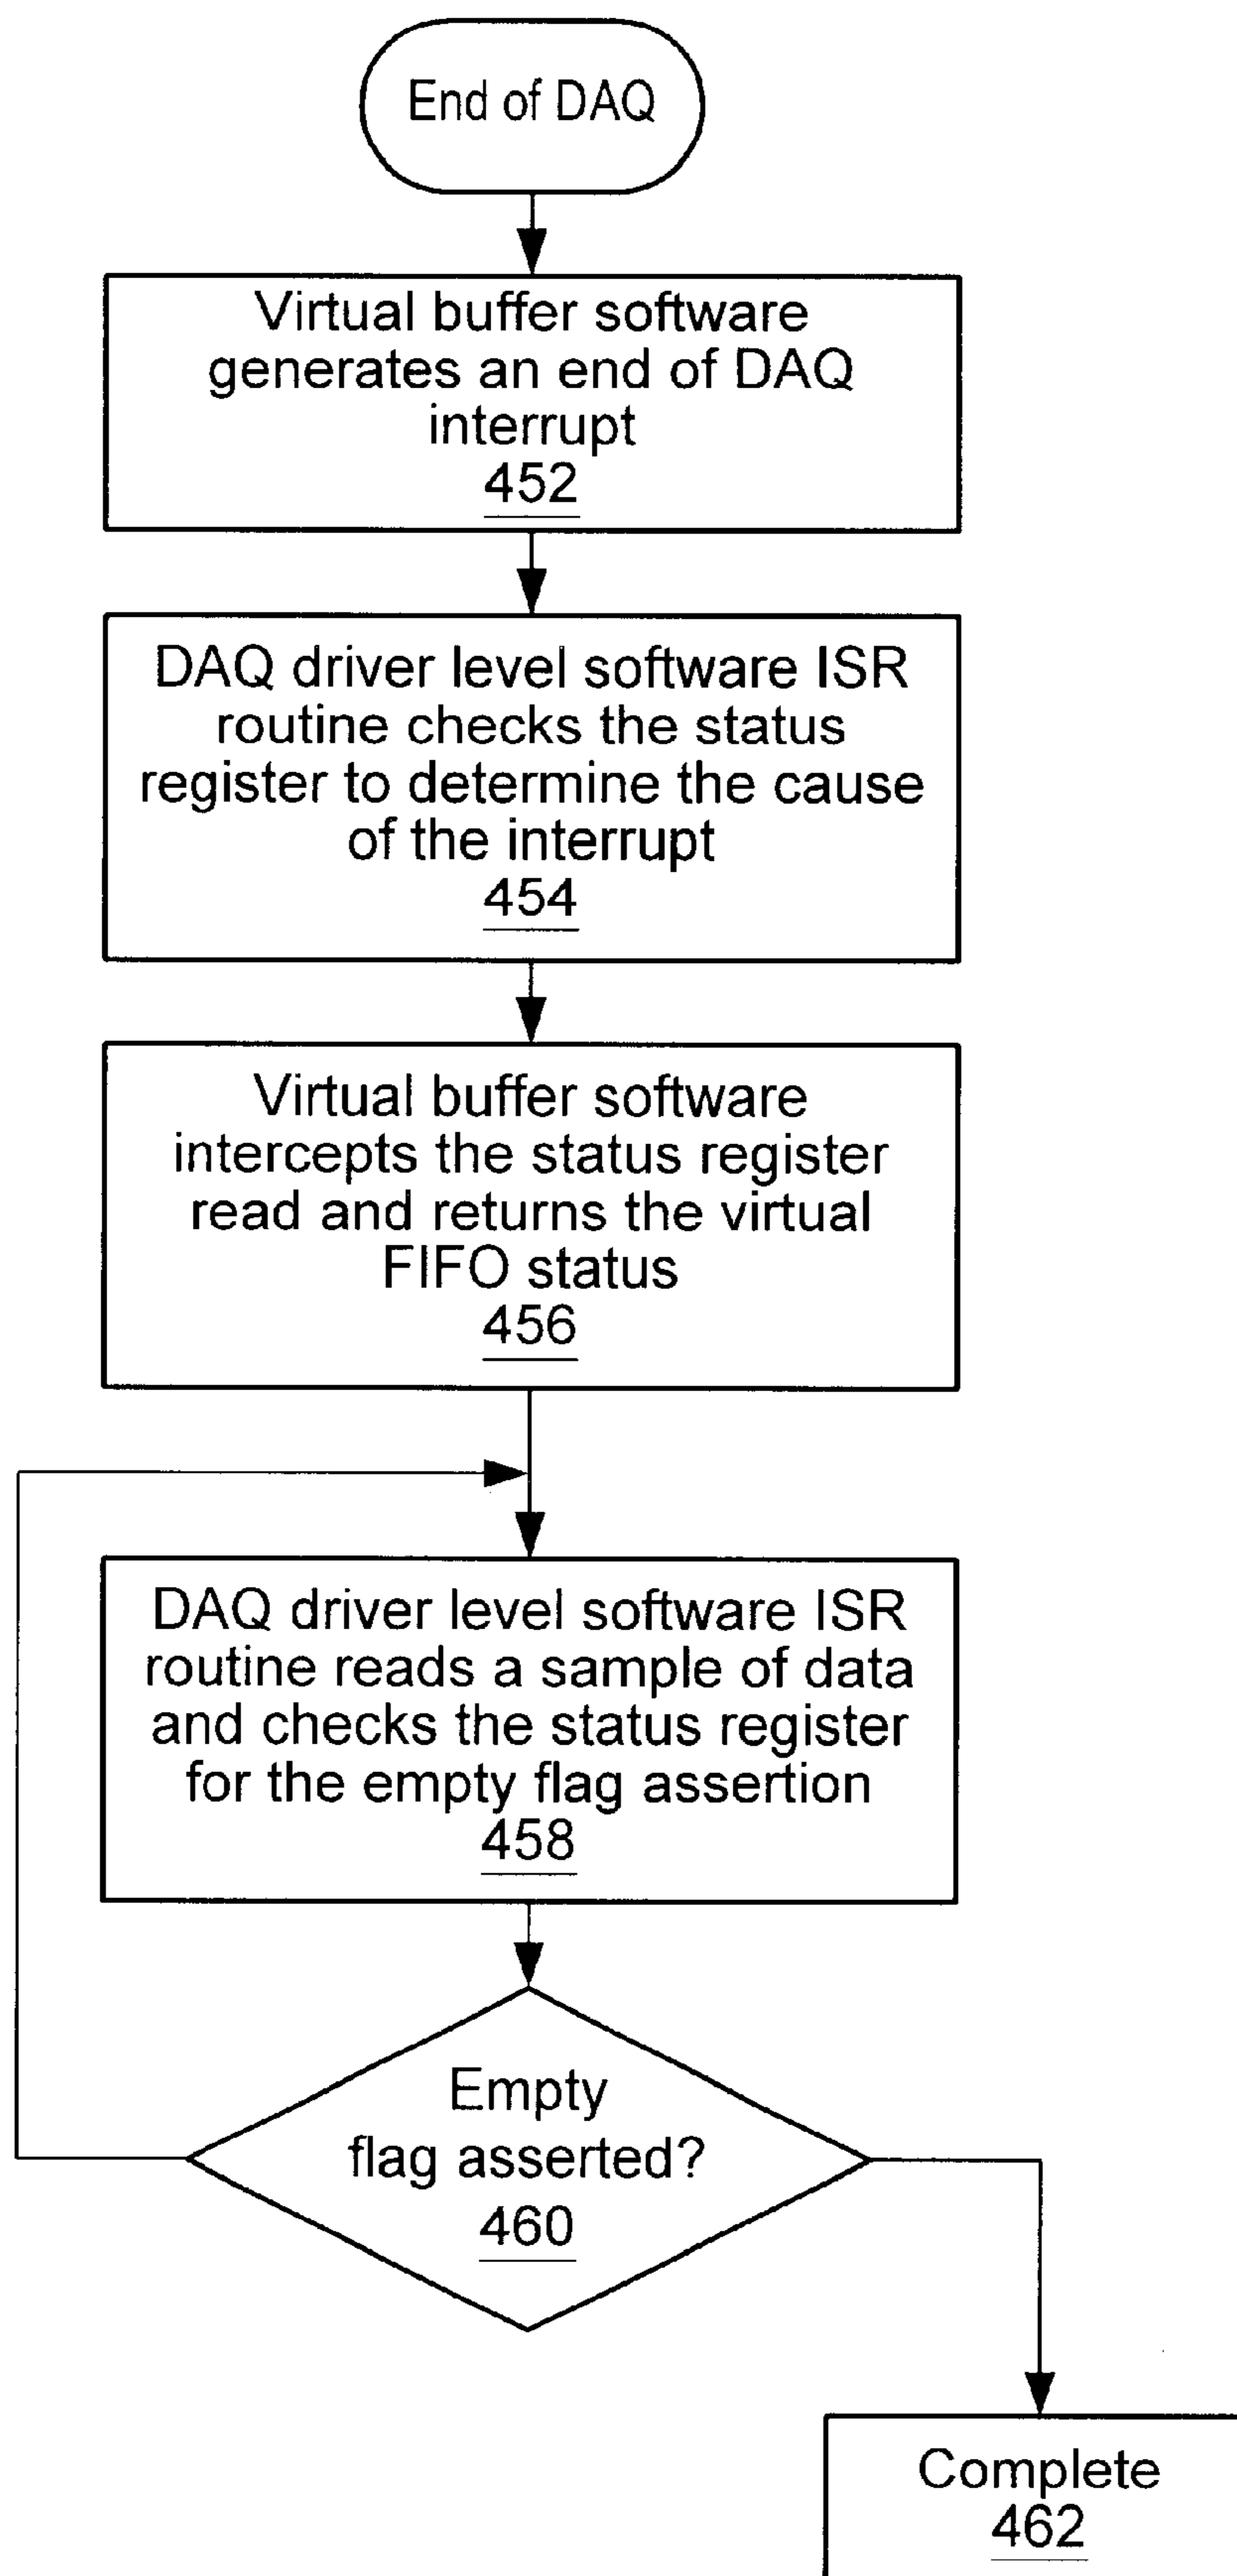 End of DAQ
Virtual buffer software
generates an end of DAQ
interrupt
452
DAQ driver level software ISR
routine checks the status
register to determine the cause
of the interrupt
454
Virtual buffer software
intercepts the status register
read and returns the virtual
FIFO status
456
DAQ driver level software ISR
routine reads a sample of data
and checks the status register
for the empty flag assertion
458
Empty
flag asserted?
460
Complete
462